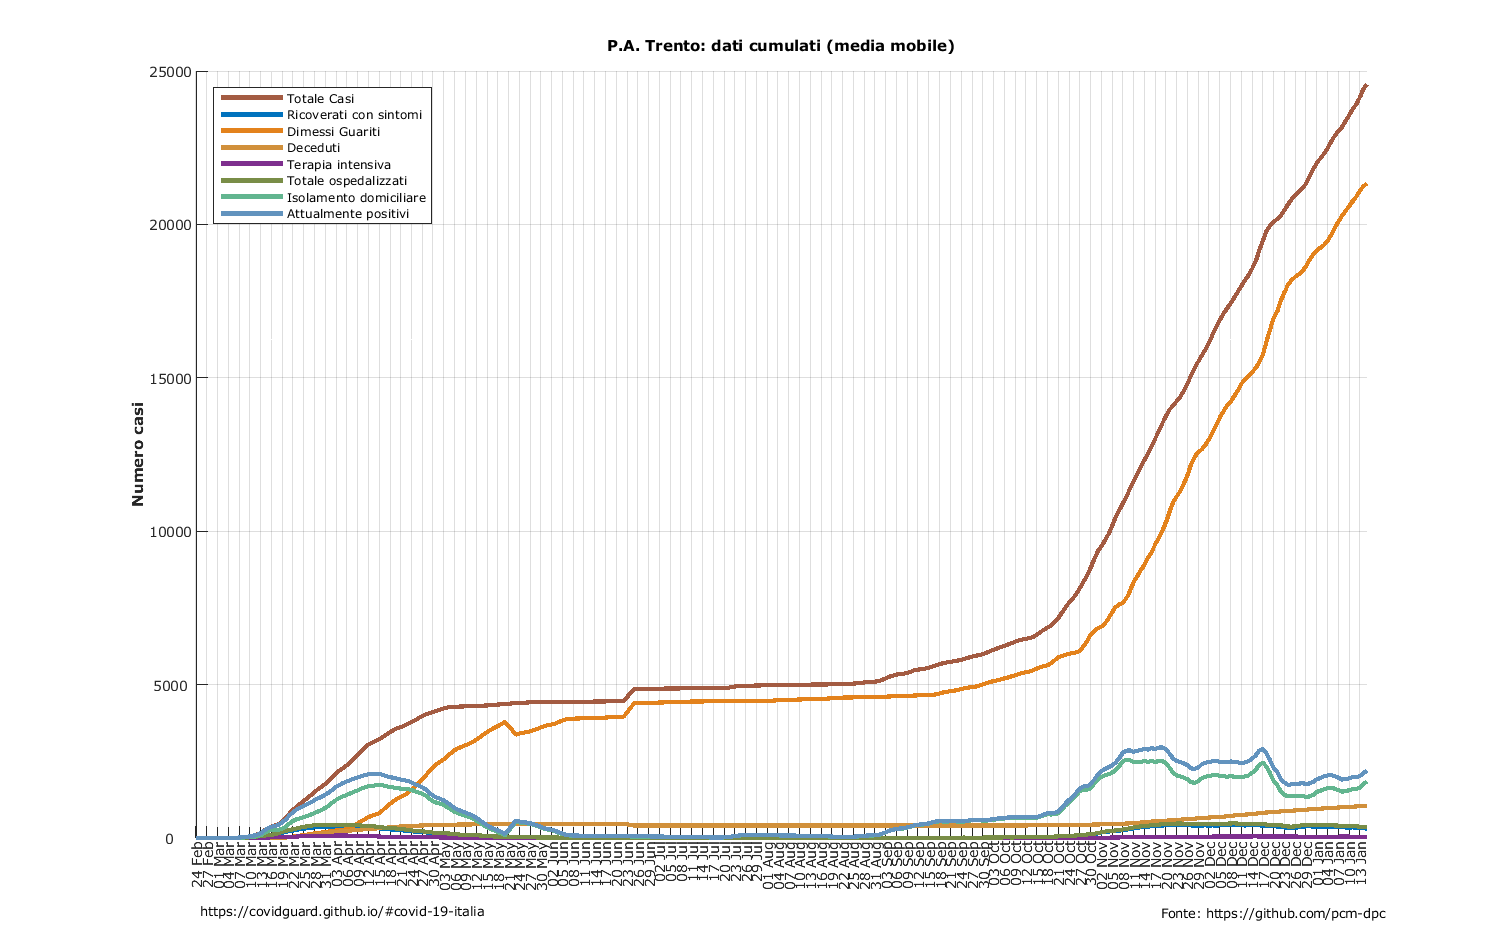 P.A. Trento: dati cumulati (media mobile)
25000
20000
15000
10000
5000
0
Numero casi
Totale Casi
Ricoverati con sintomi
Dimessi Guariti
Deceduti
Terapia intensiva
Totale ospedalizzati
Isolamento domiciliare
Attualmente positivi
24 Feb
27 Feb
01 Mar
04 Mar
07 Mar
10 Mar
13 Mar
16 Mar
19 Mar
22 Mar
25 Mar
28 Mar
31 Mar
03 Apr
06 Apr
09 Apr
12 Apr
15 Apr
18 Apr
21 Apr
24 Apr
27 Apr
30 Apr
03 May
06 May
09 May
12 May
15 May
18 May
21 May
24 May
27 May
30 May
02 Jun
05 Jun
08 Jun
11 Jun
14 Jun
17 Jun
20 Jun
23 Jun
26 Jun
29 Jun
02 Jul
05 Jul
08 Jul
11 Jul
14 Jul
17 Jul
20 Jul
23 Jul
26 Jul
29 Jul
01 Aug
04 Aug
07 Aug
10 Aug
13 Aug
16 Aug
19 Aug
22 Aug
25 Aug
28 Aug
31 Aug
03 Sep
06 Sep
09 Sep
12 Sep
15 Sep
18 Sep
21 Sep
24 Sep
27 Sep
30 Sep
03 Oct
06 Oct
09 Oct
12 Oct
15 Oct
18 Oct
21 Oct
24 Oct
27 Oct
30 Oct
02 Nov
05 Nov
08 Nov
11 Nov
14 Nov
17 Nov
20 Nov
23 Nov
26 Nov
29 Nov
02 Dec
05 Dec
08 Dec
11 Dec
14 Dec
17 Dec
20 Dec
23 Dec
26 Dec
29 Dec
01 Jan
04 Jan
07 Jan
10 Jan
13 Jan
https://covidguard.github.io/#covid-19-italia
Fonte: https://github.com/pcm-dpc